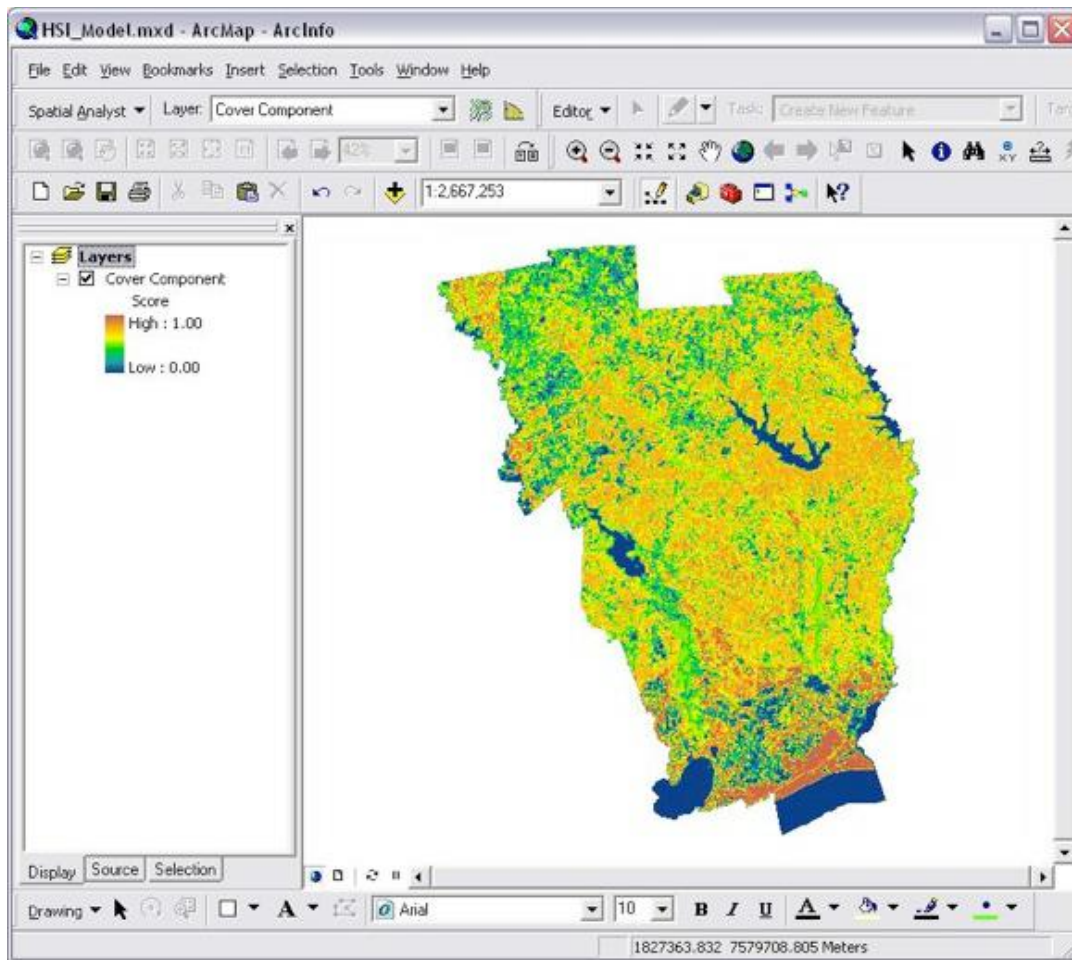 HSI_Model.mxd - ArcMap - ArcInfo
File Edit View Bookmarks Insert Selection Tools Window Help
Spatial Analyst Layer: Cover Component Editor Task: Create New Feature
42%
XY
1:2,667,253
Layers
Cover Component
Score
High : 1.00
Low : 0.00
Display Source Selection
Drawing A Arial 10 B I U A
1827363.832 7579708.805 Meters